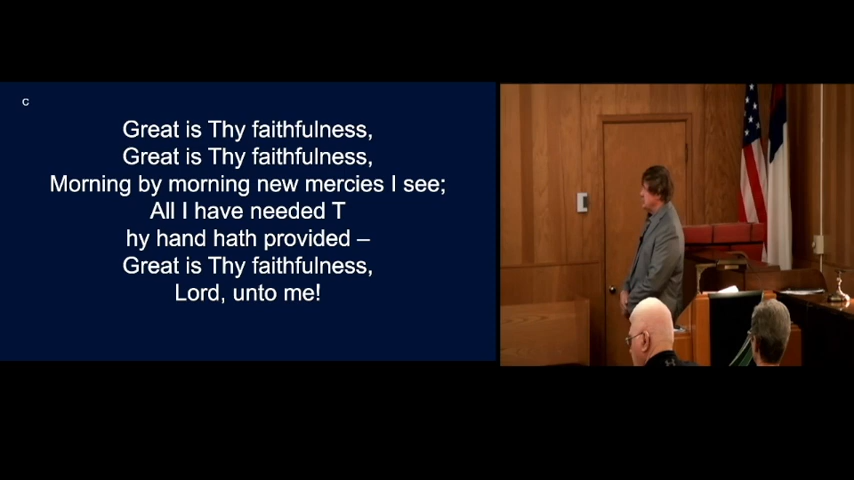 C
Great is Thy faithfulness,
Great is Thy faithfulness,
Morning by morning new mercies I see;
All I have needed T
hy hand hath provided –
Great is Thy faithfulness,
Lord, unto me!